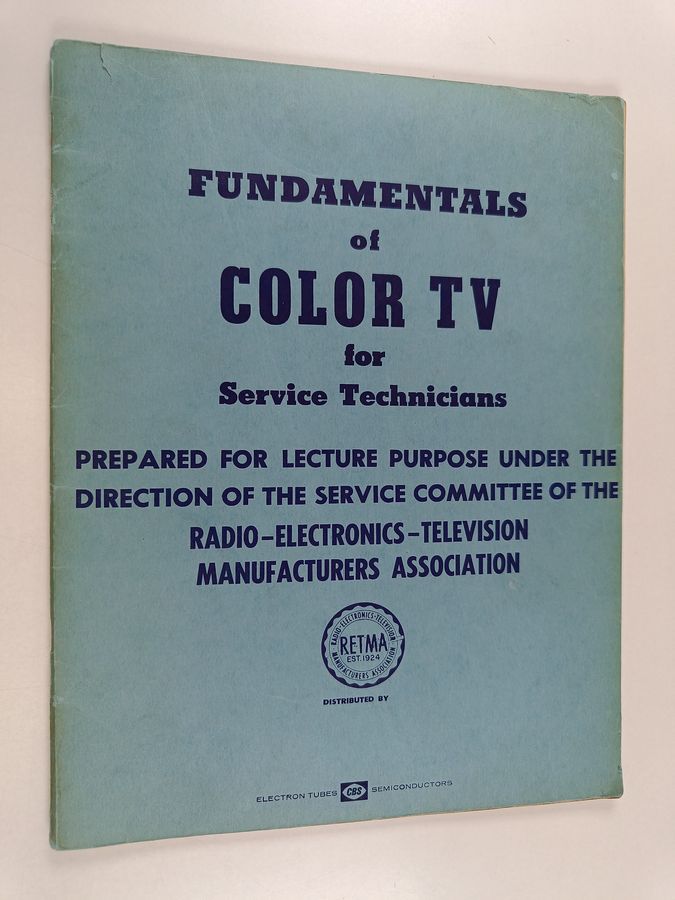 FUNDAMENTALS
of
COLOR TV
for
Service Technicians
PREPARED FOR LECTURE PURPOSE UNDER THE
DIRECTION OF THE SERVICE COMMITTEE OF THE
RADIO-ELECTRONICS-TELEVISION
MANUFACTURERS ASSOCIATION
RADIO-ELECTRONICS-TELEVISION
RETMA
EST. 1924
MANUFACTURERS ASSOCIATION
DISTRIBUTED BY
ELECTRON TUBES CBS SEMICONDUCTORS